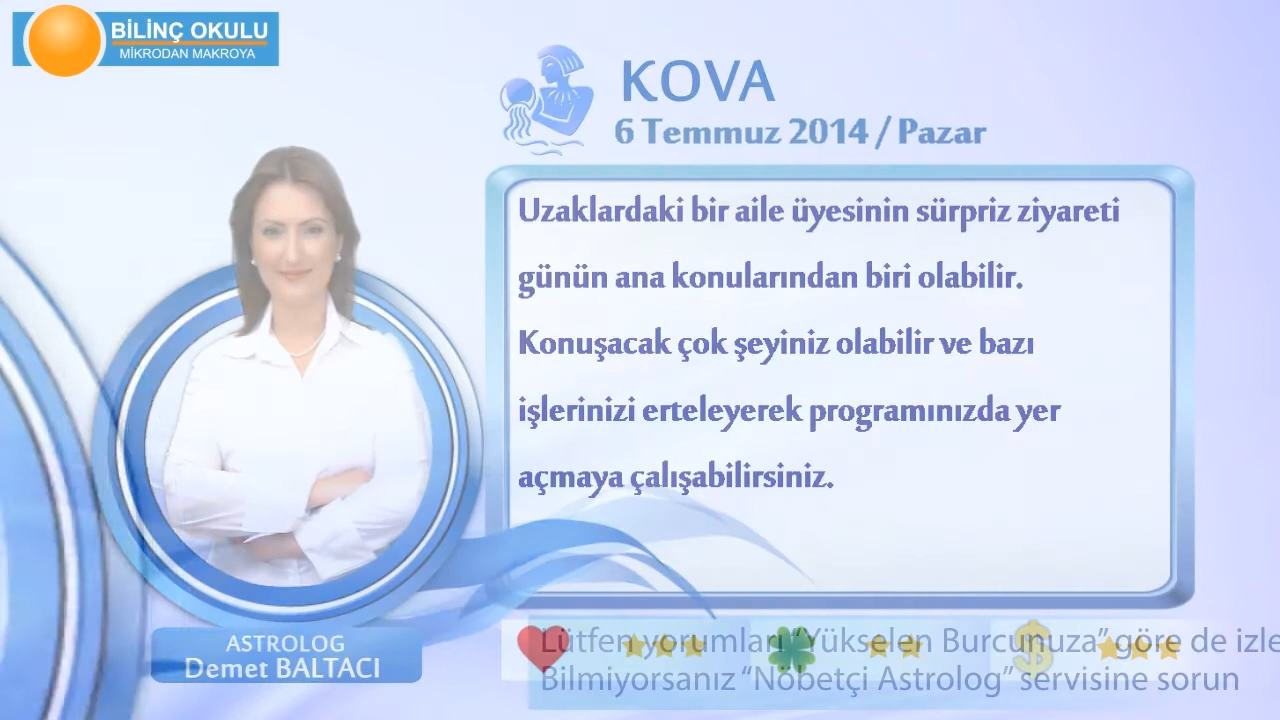 BİLİNÇ OKULU
MİKRODAN MAKROYA
KOVA
6 Temmuz 2014 / Pazar
Uzaklardaki bir aile üyesinin sürpriz ziyareti
günün ana konularından biri olabilir.
Konuşacak çok şeyiniz olabilir ve bazı
işlerinizi erteleyerek programınızda yer
açmaya çalışabilirsiniz.
ASTROLOG
Demet BALTACI
Lütfen yorumları “Yükselen Burcunuza” göre de izle
Bilmiyorsanız “Nöbetçi Astrolog” servisine sorun